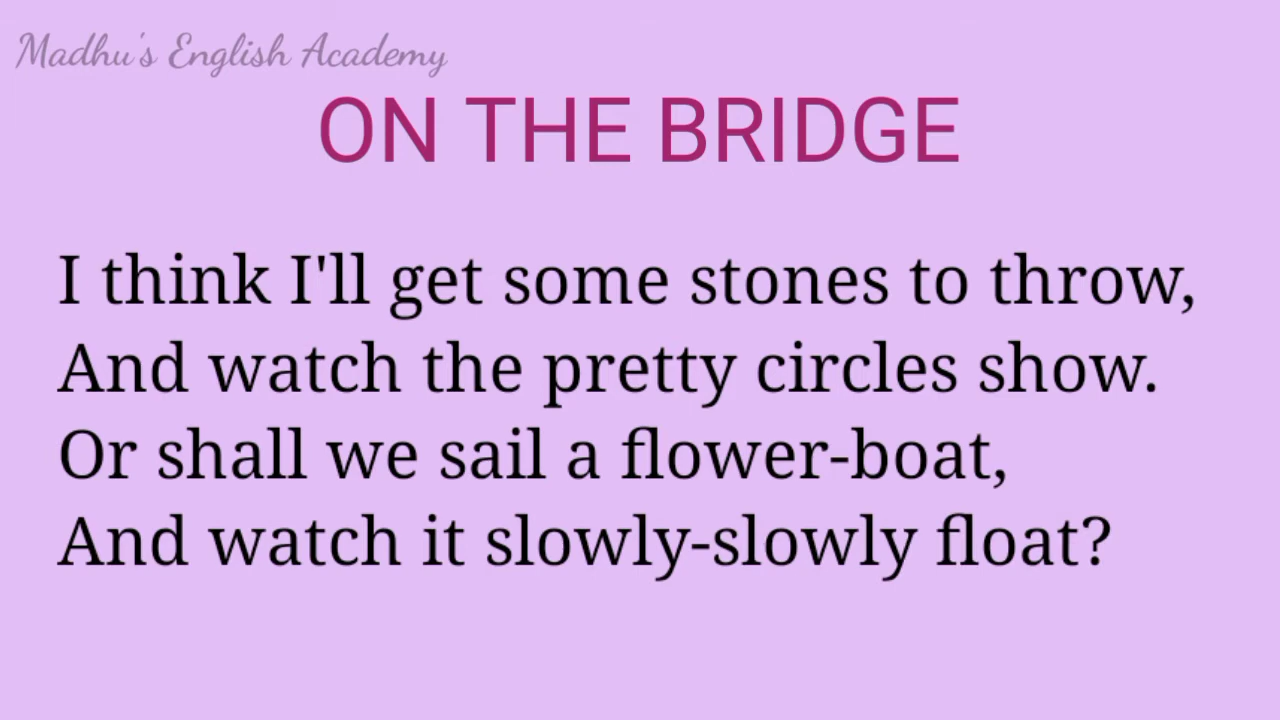 Madhu's English Academy
ON THE BRIDGE
I think I'll get some stones to throw,
And watch the pretty circles show.
Or shall we sail a flower-boat,
And watch it slowly-slowly float?